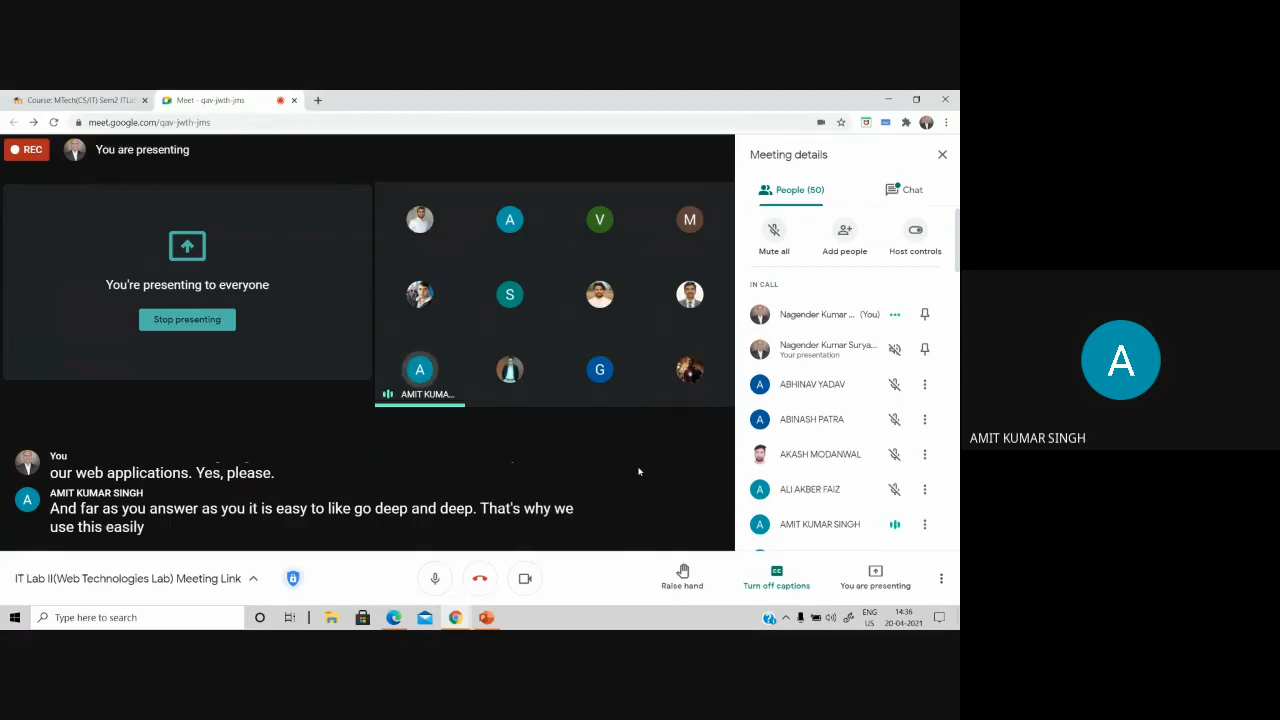 Course: MTech(CS/IT) Sem2 ITLa
Meet - qav-jwth-jms
meet.google.com/qav-jwth-jms
REC
You are presenting
You're presenting to everyone
Stop presenting
A
V
M
S
A
G
AMIT KUMA...
You
our web applications. Yes, please.
A
AMIT KUMAR SINGH
And far as you answer as you it is easy to like go deep and deep. That's why we
use this easily
Meeting details
People (50)
Chat
Mute all
Add people
Host controls
IN CALL
Nagender Kumar ... (You)
Nagender Kumar Surya...
Your presentation
A
ABHINAV YADAV
A
ABINASH PATRA
AKASH MODANWAL
A
ALI AKBER FAIZ
A
AMIT KUMAR SINGH
IT Lab II(Web Technologies Lab) Meeting Link
Raise hand
CC
Turn off captions
You are presenting
Type here to search
ENG
US
14:36
20-04-2021
A
AMIT KUMAR SINGH